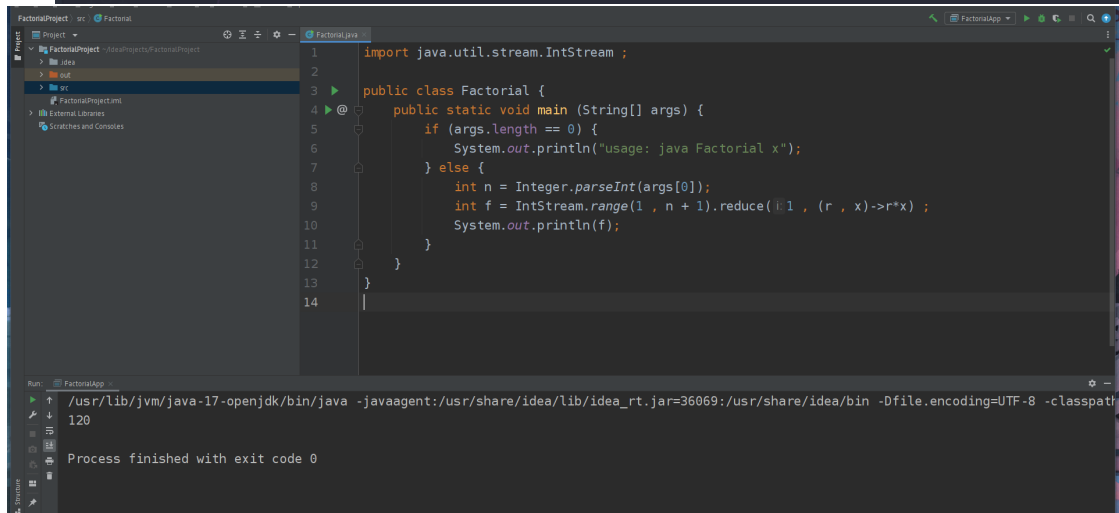 FactorialProject src Factorial
FactorialApp
Project
Factorial.java
FactorialProject ~/IdeaProjects/FactorialProject
.idea
out
src
FactorialProject.iml
External Libraries
Scratches and Consoles
Project
1 import java.util.stream.IntStream ;
2
3 public class Factorial {
4 @ public static void main (String[] args) {
5 if (args.length == 0) {
6 System.out.println("usage: java Factorial x");
7 } else {
8 int n = Integer.parseInt(args[0]);
9 int f = IntStream.range(1 , n + 1).reduce( i: 1 , (r , x)->r*x) ;
10 System.out.println(f);
11 }
12 }
13 }
14
Run: FactorialApp
/usr/lib/jvm/java-17-openjdk/bin/java -javaagent:/usr/share/idea/lib/idea_rt.jar=36069:/usr/share/idea/bin -Dfile.encoding=UTF-8 -classpath
120
Process finished with exit code 0
Structure